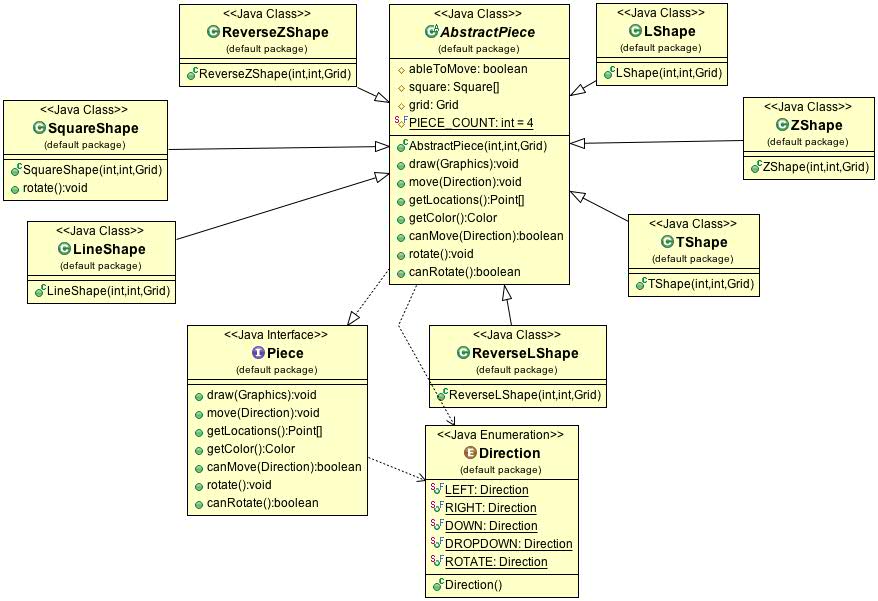 <<Java Class>>
ReverseZShape
(default package)
ReverseZShape(int,int,Grid)
<<Java Class>>
AbstractPiece
(default package)
ableToMove: boolean
square: Square[]
grid: Grid
PIECE_COUNT: int = 4
AbstractPiece(int,int,Grid)
draw(Graphics):void
move(Direction):void
getLocations():Point[]
getColor():Color
canMove(Direction):boolean
rotate():void
canRotate():boolean
<<Java Class>>
LShape
(default package)
LShape(int,int,Grid)
<<Java Class>>
SquareShape
(default package)
SquareShape(int,int,Grid)
rotate():void
<<Java Class>>
ZShape
(default package)
ZShape(int,int,Grid)
<<Java Class>>
LineShape
(default package)
LineShape(int,int,Grid)
<<Java Class>>
TShape
(default package)
TShape(int,int,Grid)
<<Java Interface>>
Piece
(default package)
draw(Graphics):void
move(Direction):void
getLocations():Point[]
getColor():Color
canMove(Direction):boolean
rotate():void
canRotate():boolean
<<Java Class>>
ReverseLShape
(default package)
ReverseLShape(int,int,Grid)
<<Java Enumeration>>
Direction
(default package)
LEFT: Direction
RIGHT: Direction
DOWN: Direction
DROPDOWN: Direction
ROTATE: Direction
Direction()